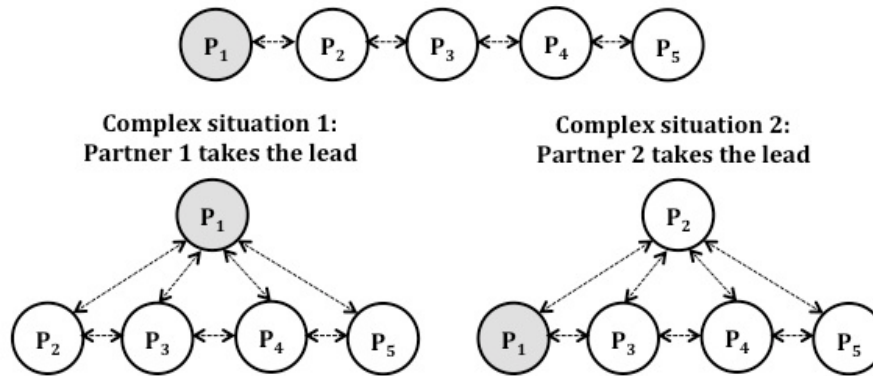 P1 P2 P3 P4 P5
Complex situation 1:
Partner 1 takes the lead
P1
P2 P3 P4 P5
Complex situation 2:
Partner 2 takes the lead
P2
P1 P3 P4 P5